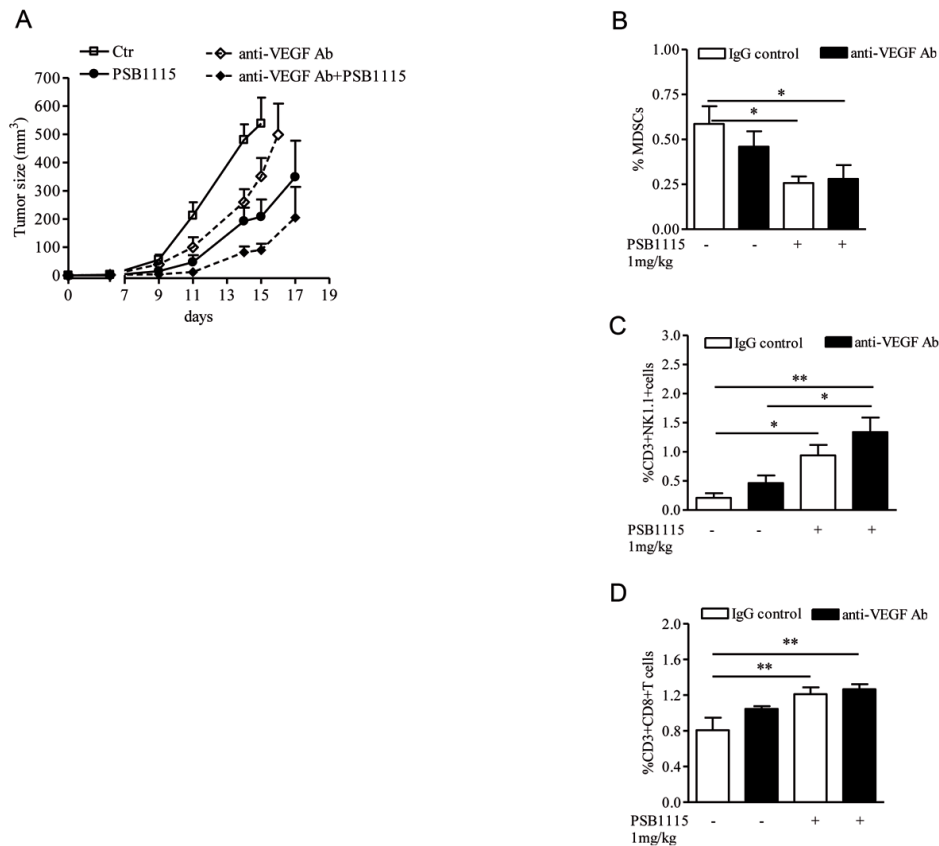 A
Ctr
PSB1115
anti-VEGF Ab
anti-VEGF Ab+PSB1115
Tumor size (mm³)
700
600
500
400
300
200
100
0
0 7 9 11 13 15 17 19
days
B
IgG control
anti-VEGF Ab
% MDSCs
1.00
0.75
0.50
0.25
0.00
*
*
PSB1115 - - + +
1mg/kg
C
IgG control
anti-VEGF Ab
%CD3+NK1.1+cells
3.0
2.5
2.0
1.5
1.0
0.5
0.0
**
*
*
PSB1115 - - + +
1mg/kg
D
IgG control
anti-VEGF Ab
%CD3+CD8+T cells
2.0
1.6
1.2
0.8
0.4
0.0
**
**
PSB1115 - - + +
1mg/kg